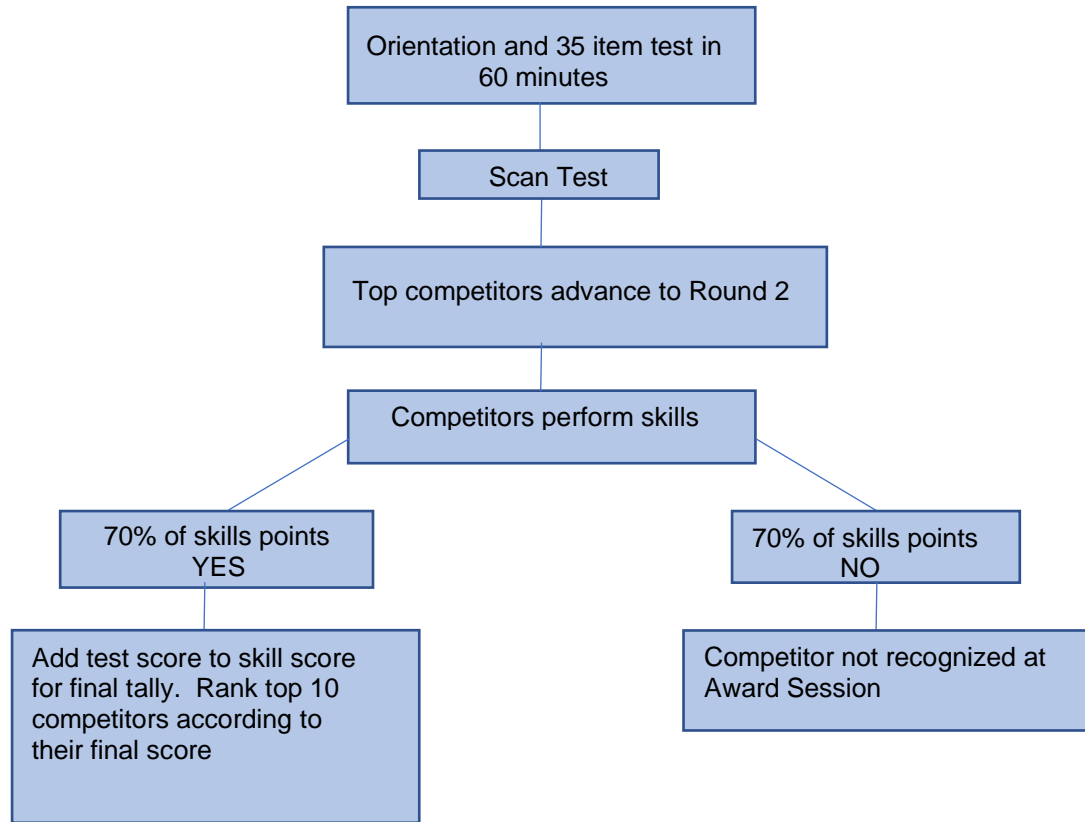 Orientation and 35 item test in
60 minutes
Scan Test
Top competitors advance to Round 2
Competitors perform skills
70% of skills points
YES
70% of skills points
NO
Add test score to skill score
for final tally.  Rank top 10
competitors according to
their final score
Competitor not recognized at
Award Session